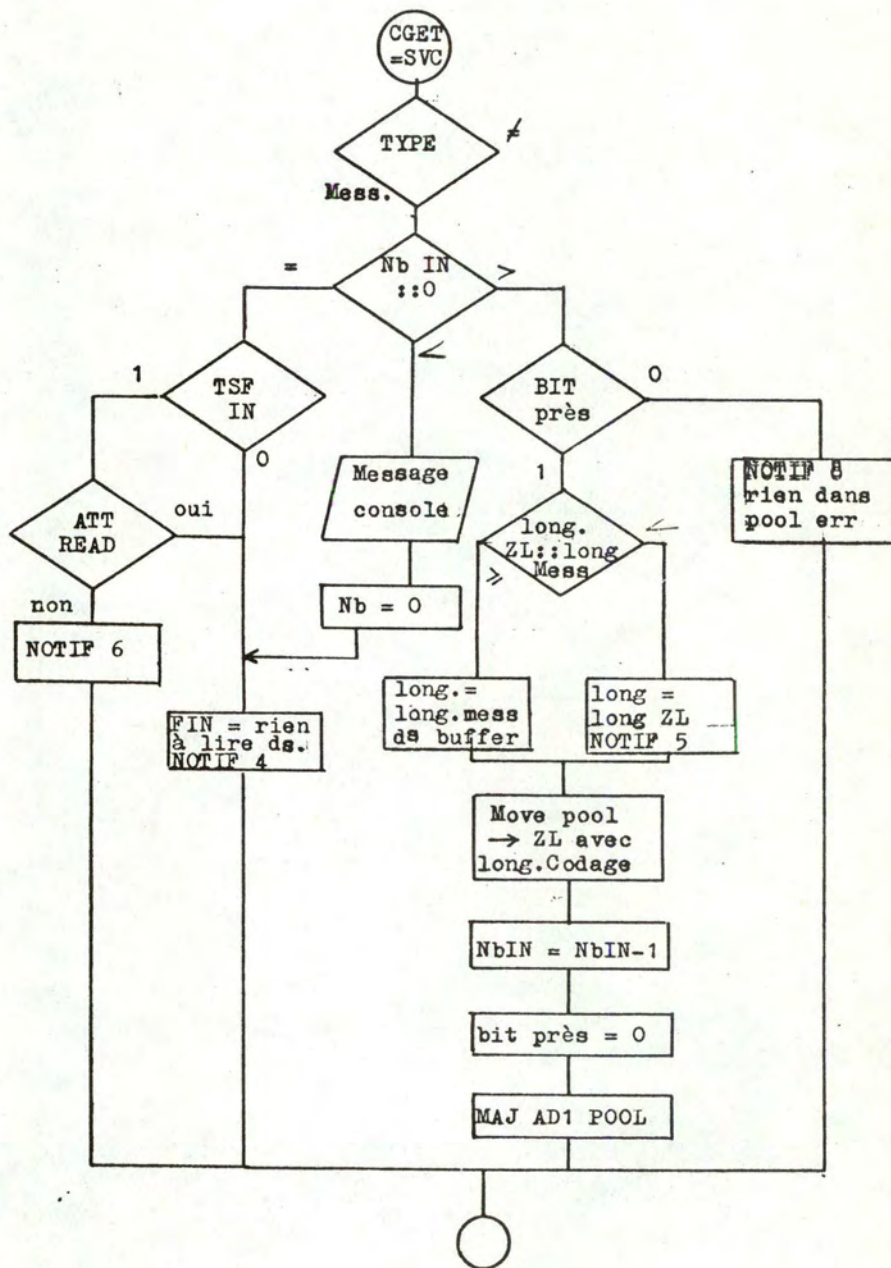 CGET
=SVC
TYPE
≠
Mess.
Nb IN
::0
=
>
<
TSF
IN
1
0
BIT
près
0
1
Message
console
ATT
READ
oui
non
long.
ZL::long
Mess
<
≥
NOTIF 8
rien dans
pool err
Nb = 0
NOTIF 6
FIN = rien
à lire ds.
NOTIF 4
long.=
long.mess
ds buffer
long =
long ZL
NOTIF 5
Move pool
→ ZL avec
long.Codage
NbIN = NbIN-1
bit près = 0
MAJ AD1 POOL